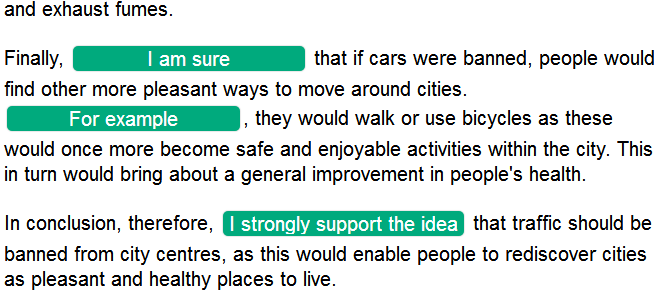 and exhaust fumes.
Finally, I am sure that if cars were banned, people would
find other more pleasant ways to move around cities.
For example, they would walk or use bicycles as these
would once more become safe and enjoyable activities within the city. This
in turn would bring about a general improvement in people's health.
In conclusion, therefore, I strongly support the idea that traffic should be
banned from city centres, as this would enable people to rediscover cities
as pleasant and healthy places to live.